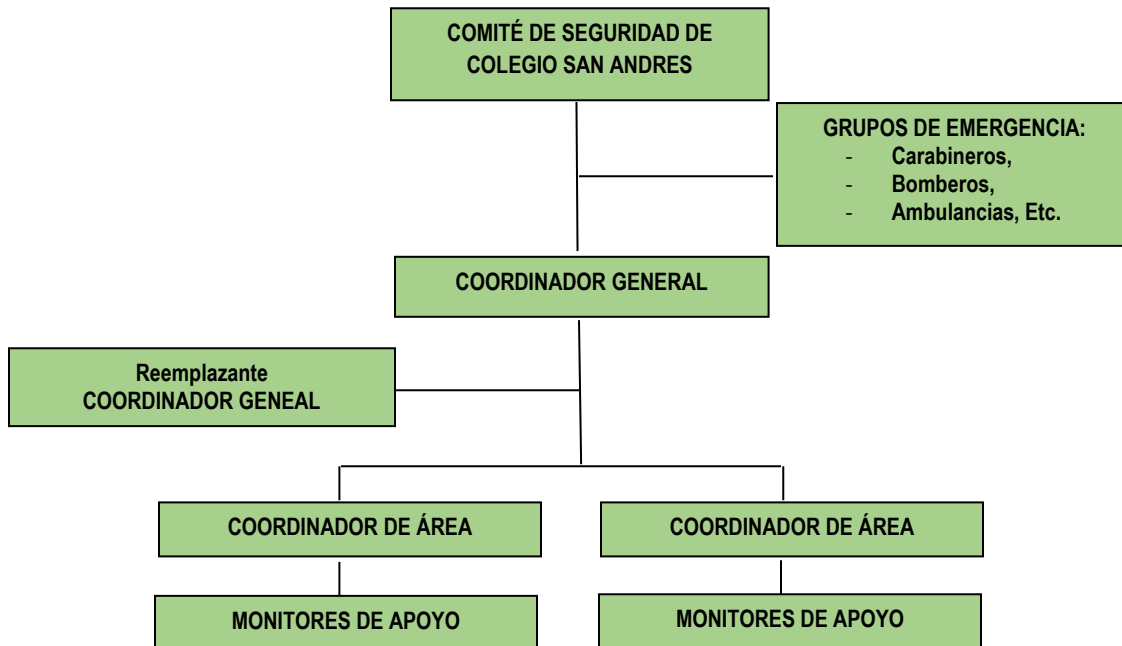 COMITÉ DE SEGURIDAD DE
COLEGIO SAN ANDRES
GRUPOS DE EMERGENCIA:
- Carabineros,
- Bomberos,
- Ambulancias, Etc.
COORDINADOR GENERAL
Reemplazante
COORDINADOR GENEAL
COORDINADOR DE ÁREA
COORDINADOR DE ÁREA
MONITORES DE APOYO
MONITORES DE APOYO